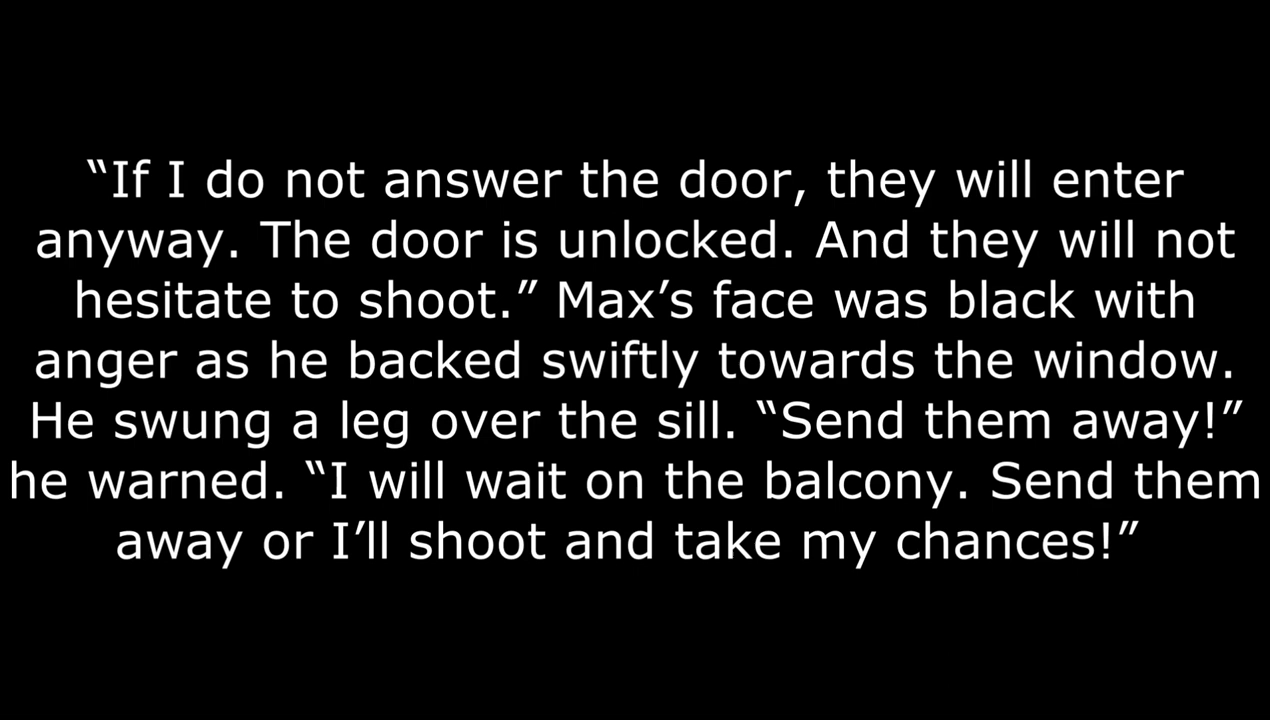 “If I do not answer the door, they will enter
anyway. The door is unlocked. And they will not
hesitate to shoot.” Max’s face was black with
anger as he backed swiftly towards the window.
He swung a leg over the sill. “Send them away!”
he warned. “I will wait on the balcony. Send them
away or I’ll shoot and take my chances!”